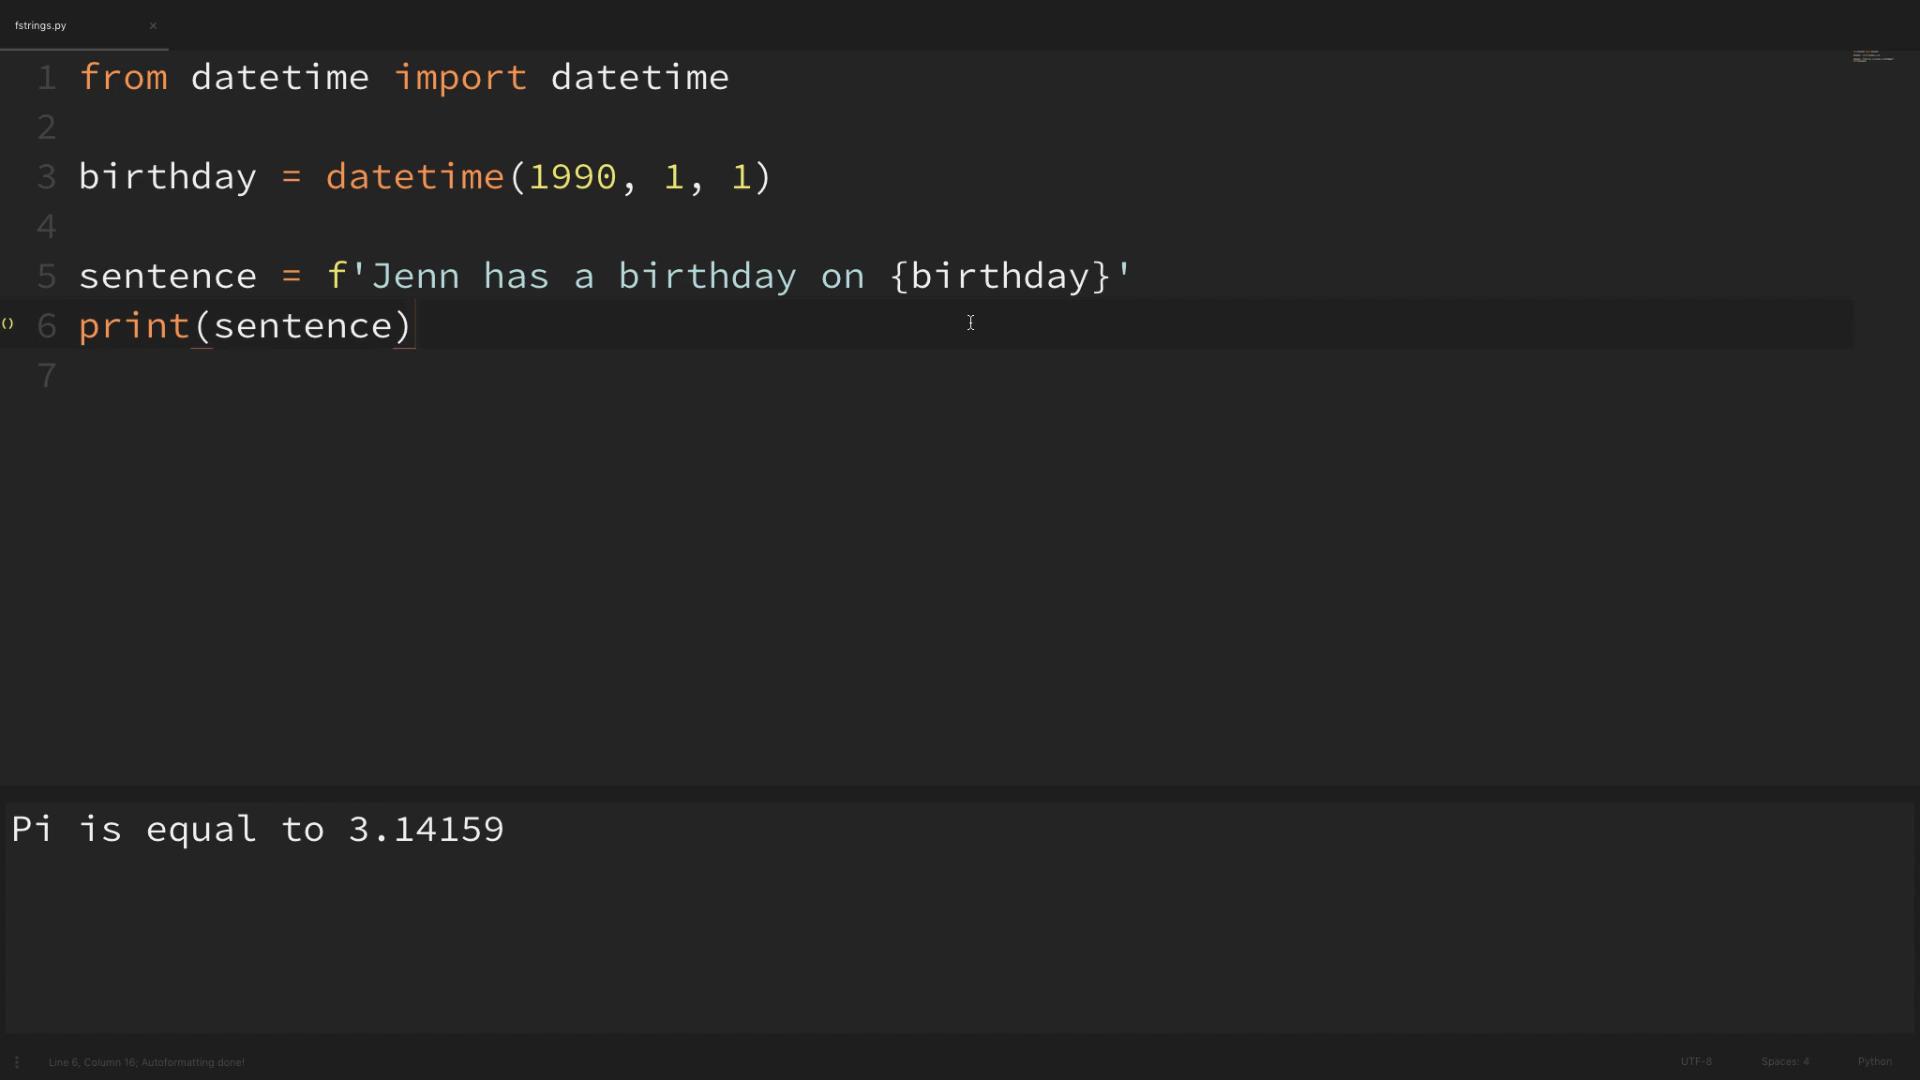 fstrings.py ×
1 from datetime import datetime
2
3 birthday = datetime(1990, 1, 1)
4
5 sentence = f'Jenn has a birthday on {birthday}'
() 6 print(sentence)
7
Pi is equal to 3.14159
Line 6, Column 16; Autoformatting done! UTF-8 Spaces: 4 Python